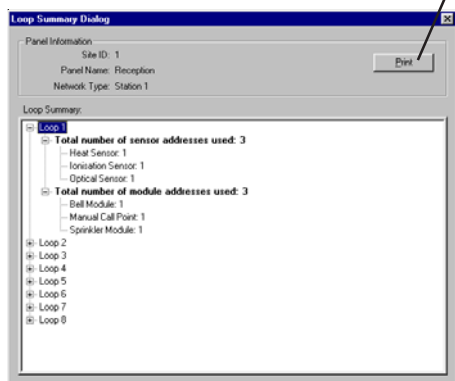 Loop Summary Dialog
Panel Information
Site ID: 1
Print
Panel Name: Reception
Network Type: Station 1
Loop Summary:
Loop 1
Total number of sensor addresses used: 3
Heat Sensor: 1
Ionisation Sensor: 1
Optical Sensor: 1
Total number of module addresses used: 3
Bell Module: 1
Manual Call Point: 1
Sprinkler Module: 1
Loop 2
Loop 3
Loop 4
Loop 5
Loop 6
Loop 7
Loop 8